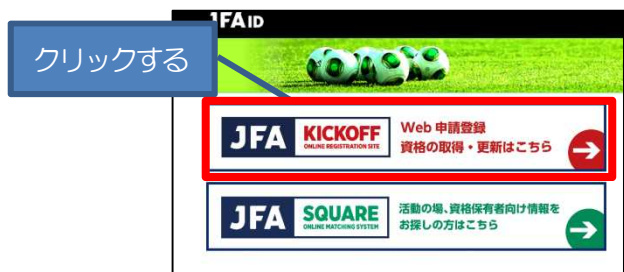 JFA ID
クリックする
JFA KICKOFF
ONLINE REGISTRATION SITE
Web 申請登録
資格の取得・更新はこちら
JFA SQUARE
ONLINE MATCHING SYSTEM
活動の場、資格保有者向け情報を
お探しの方はこちら